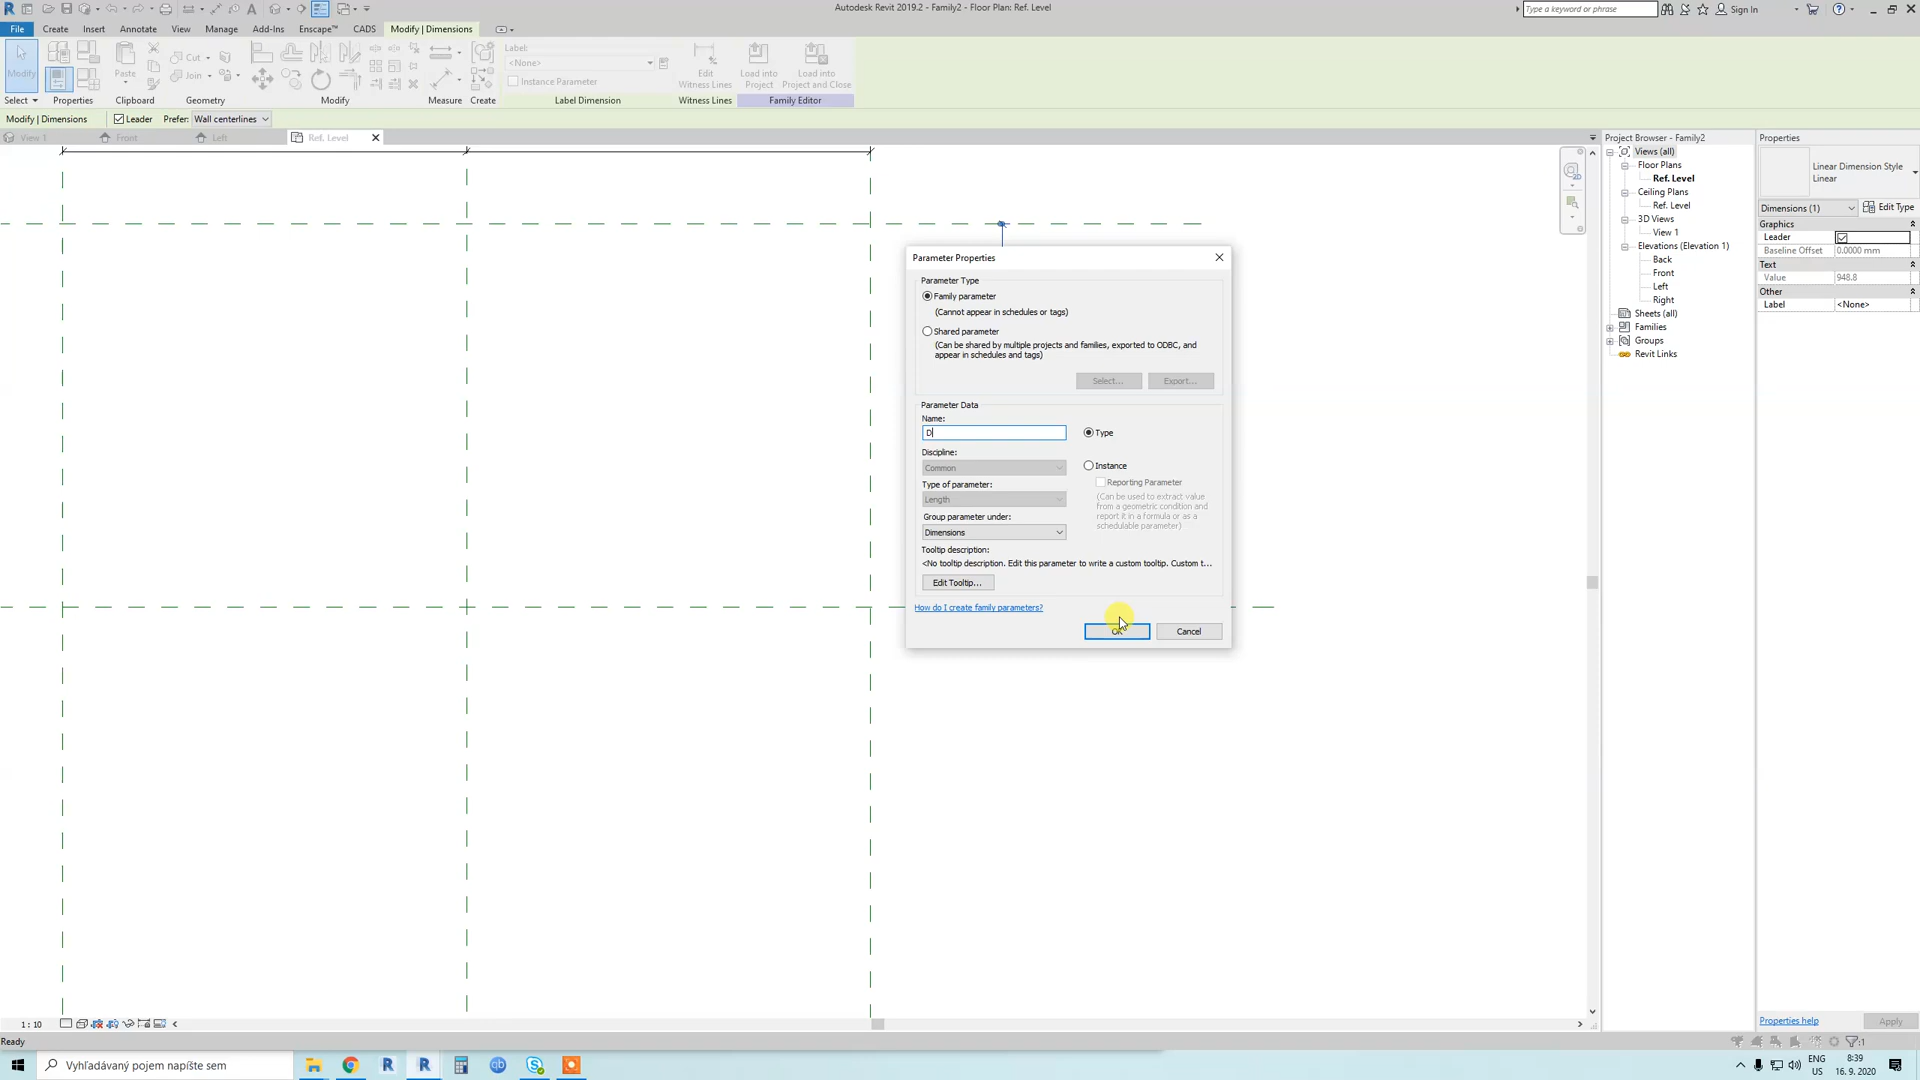 Autodesk Revit 2019.2 - Family2 - Floor Plan: Ref. Level
Type a keyword or phrase
Sign In
File Create Insert Annotate View Manage Add-Ins Enscape™ CADS Modify | Dimensions
Modify
Paste
Cut
Join
Label:
<None>
Instance Parameter
Edit
Witness Lines
Load into
Project
Load into
Project and Close
Select Properties Clipboard Geometry Modify Measure Create Label Dimension Witness Lines Family Editor
Modify | Dimensions Leader Prefer: Wall centerlines
View 1 Front Left Ref. Level
Project Browser - Family2
Views (all)
Floor Plans
Ref. Level
Ceiling Plans
Ref. Level
3D Views
View 1
Elevations (Elevation 1)
Back
Front
Left
Right
Sheets (all)
Families
Groups
Revit Links
Properties
Linear Dimension Style
Linear
Dimensions (1) Edit Type
Graphics
Leader
Baseline Offset 0.0000 mm
Text
Value 948.8
Other
Label <None>
Parameter Properties
Parameter Type
Family parameter
(Cannot appear in schedules or tags)
Shared parameter
(Can be shared by multiple projects and families, exported to ODBC, and
appear in schedules and tags)
Select... Export...
Parameter Data
Name:
D
Type
Discipline:
Common
Instance
Reporting Parameter
Type of parameter:
Length
(Can be used to extract value
from a geometric condition and
report it in a formula or as a
schedulable parameter)
Group parameter under:
Dimensions
Tooltip description:
<No tooltip description. Edit this parameter to write a custom tooltip. Custom t...
Edit Tooltip...
How do I create family parameters?
OK Cancel
Properties help Apply
1 : 10
Ready
:1
Vyhľadávaný pojem napíšte sem
ENG
US
8:39
16. 9. 2020